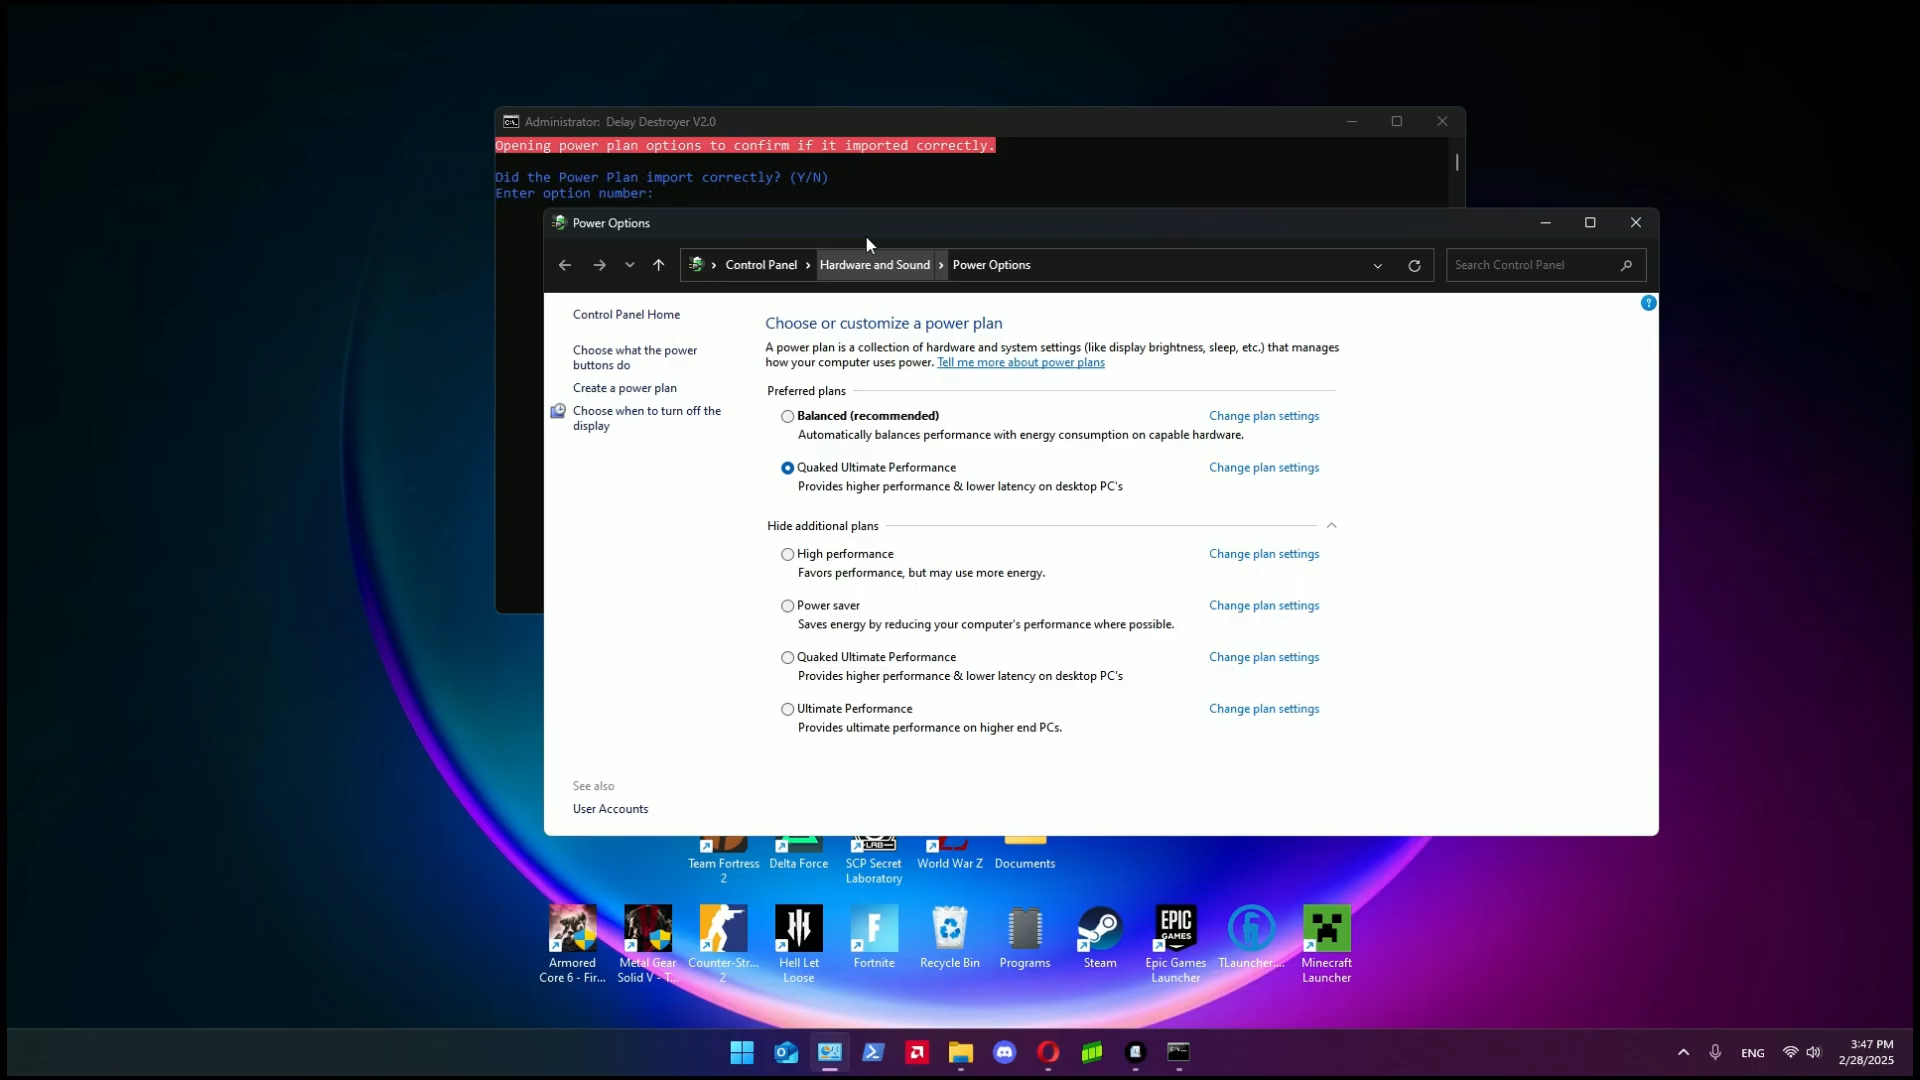 Administrator: Delay Destroyer V2.0
Opening power plan options to confirm if it imported correctly.
Did the Power Plan import correctly? (Y/N)
Enter option number:
Power Options
Control Panel
Hardware and Sound
Power Options
Search Control Panel
Control Panel Home
Choose what the power
buttons do
Create a power plan
Choose when to turn off the
display
Choose or customize a power plan
A power plan is a collection of hardware and system settings (like display brightness, sleep, etc.) that manages
how your computer uses power. Tell me more about power plans
Preferred plans
Balanced (recommended)
Change plan settings
Automatically balances performance with energy consumption on capable hardware.
Quaked Ultimate Performance
Change plan settings
Provides higher performance & lower latency on desktop PC's
Hide additional plans
High performance
Change plan settings
Favors performance, but may use more energy.
Power saver
Change plan settings
Saves energy by reducing your computer's performance where possible.
Quaked Ultimate Performance
Change plan settings
Provides higher performance & lower latency on desktop PC's
Ultimate Performance
Change plan settings
Provides ultimate performance on higher end PCs.
See also
User Accounts
Team Fortress
2
Delta Force
SCP Secret
Laboratory
World War Z
Documents
Armored
Core 6 - Fir...
Metal Gear
Solid V - T...
Counter-Str...
2
Hell Let
Loose
Fortnite
Recycle Bin
Programs
Steam
EPIC
GAMES
Epic Games
Launcher
TLauncher....
Minecraft
Launcher
ENG
3:47 PM
2/28/2025